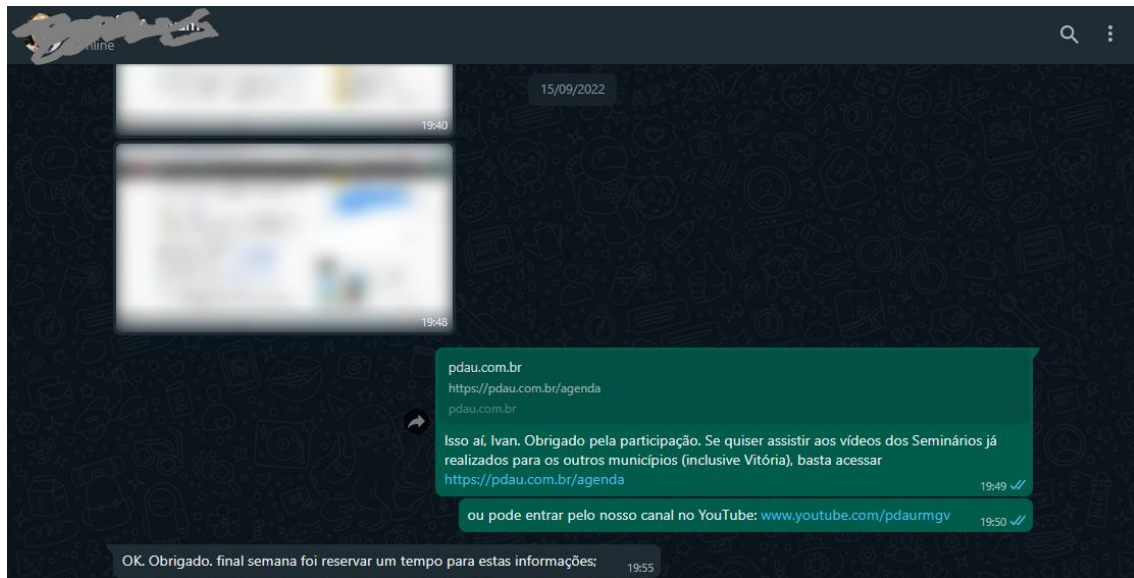 15/09/2022
19:40
19:48
pdau.com.br
https://pdau.com.br/agenda
pdau.com.br
Isso aí, Ivan. Obrigado pela participação. Se quiser assistir aos vídeos dos Seminários já
realizados para os outros municípios (inclusive Vitória), basta acessar
https://pdau.com.br/agenda
19:49
ou pode entrar pelo nosso canal no YouTube: www.youtube.com/pdaurmgv
19:50
OK. Obrigado. final semana foi reservar um tempo para estas informações;
19:55